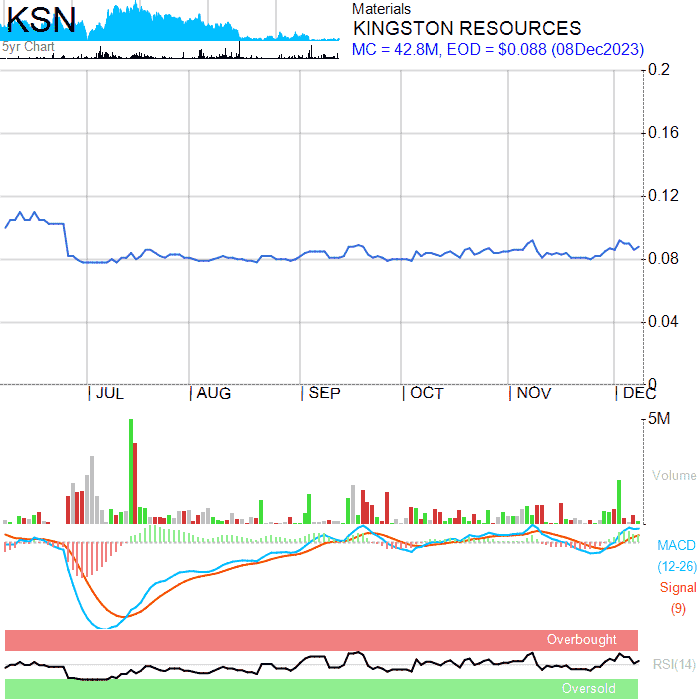 KSN
5yr Chart
Materials
KINGSTON RESOURCES
MC = 42.8M, EOD = $0.088 (08Dec2023)
0.2
0.16
0.12
0.08
0.04
0
JUL AUG SEP OCT NOV DEC
5M
Volume
MACD
(12-26)
Signal
(9)
Overbought
RSI(14)
Oversold